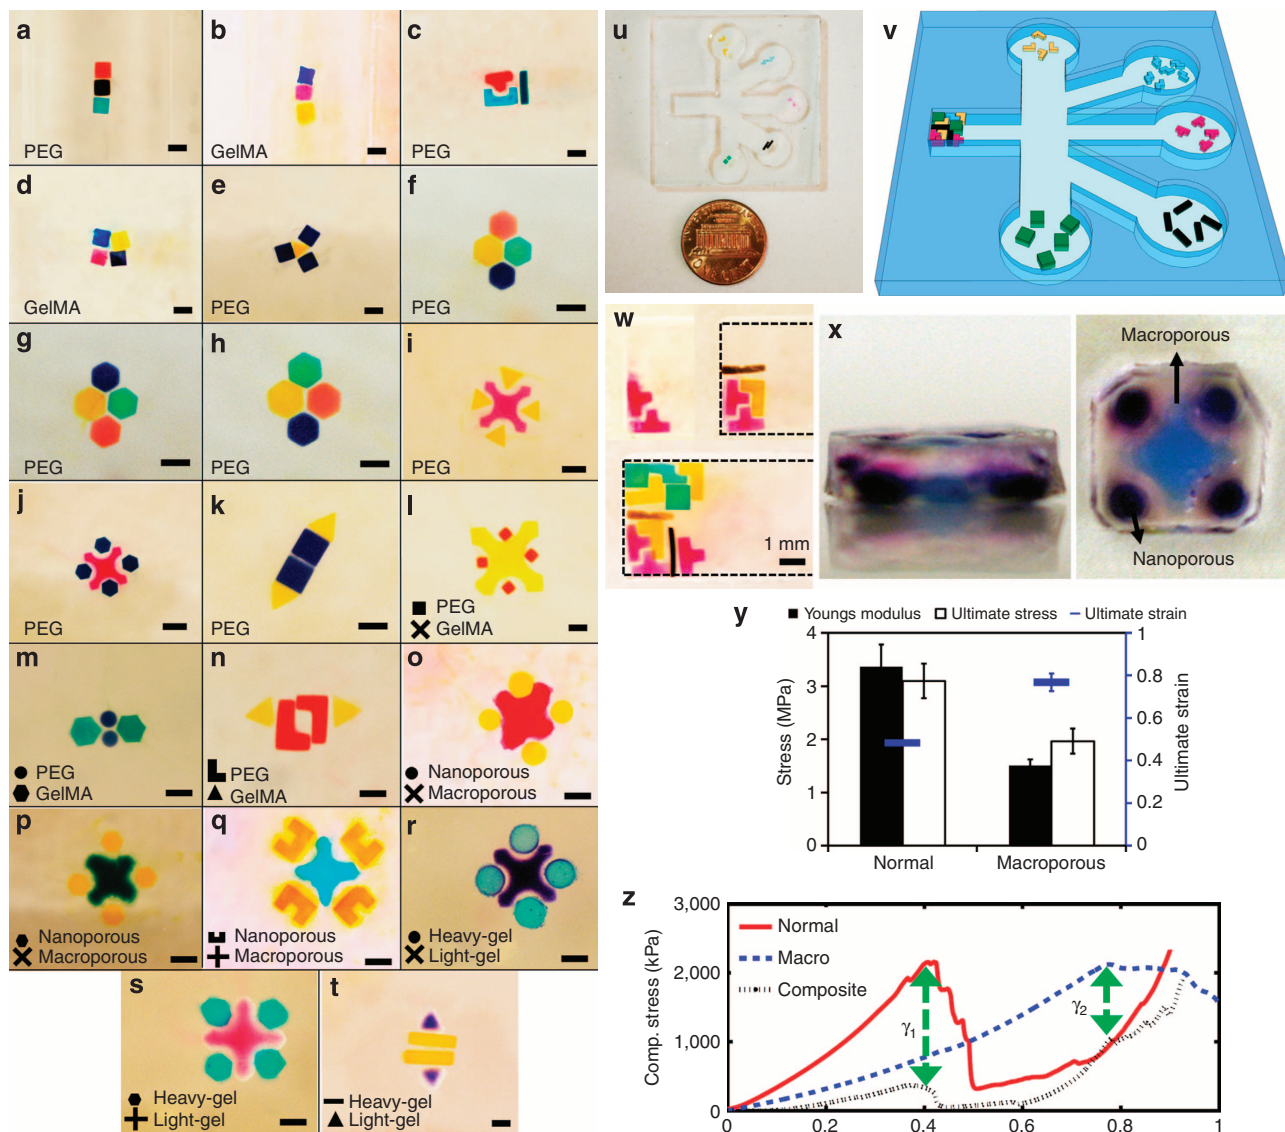 a
PEG
b
GelMA
c
PEG
d
GelMA
e
PEG
f
PEG
g
PEG
h
PEG
i
PEG
j
PEG
k
PEG
l
PEG
GelMA
m
PEG
GelMA
n
PEG
GelMA
o
Nanoporous
Macroporous
p
Nanoporous
Macroporous
q
Nanoporous
Macroporous
r
Heavy-gel
Light-gel
s
Heavy-gel
Light-gel
t
Heavy-gel
Light-gel
u
v
w
1 mm
x
Macroporous
Nanoporous
y
Youngs modulus Ultimate stress Ultimate strain
Stress (MPa)
4
3
2
1
0
1
0.8
0.6
0.4
0.2
0
Ultimate strain
Normal Macroporous
z
Comp. stress (kPa)
3,000
2,000
1,000
0
Normal
Macro
Composite
γ1
γ2
0 0.2 0.4 0.6 0.8 1